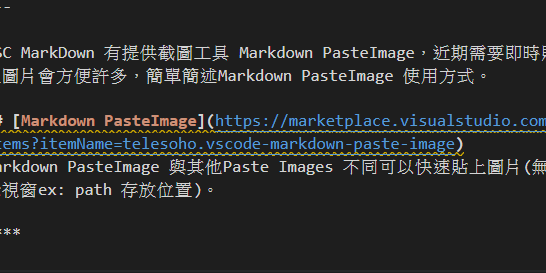 --
SC MarkDown 有提供截圖工具 Markdown PasteImage，近期需要即時
圖片會方便許多，簡單簡述Markdown PasteImage 使用方式。
# [Markdown PasteImage](https://marketplace.visualstudio.com
tems?itemName=telesoho.vscode-markdown-paste-image)
arkdown PasteImage 與其他Paste Images 不同可以快速貼上圖片(無
視窗ex: path 存放位置)。
***